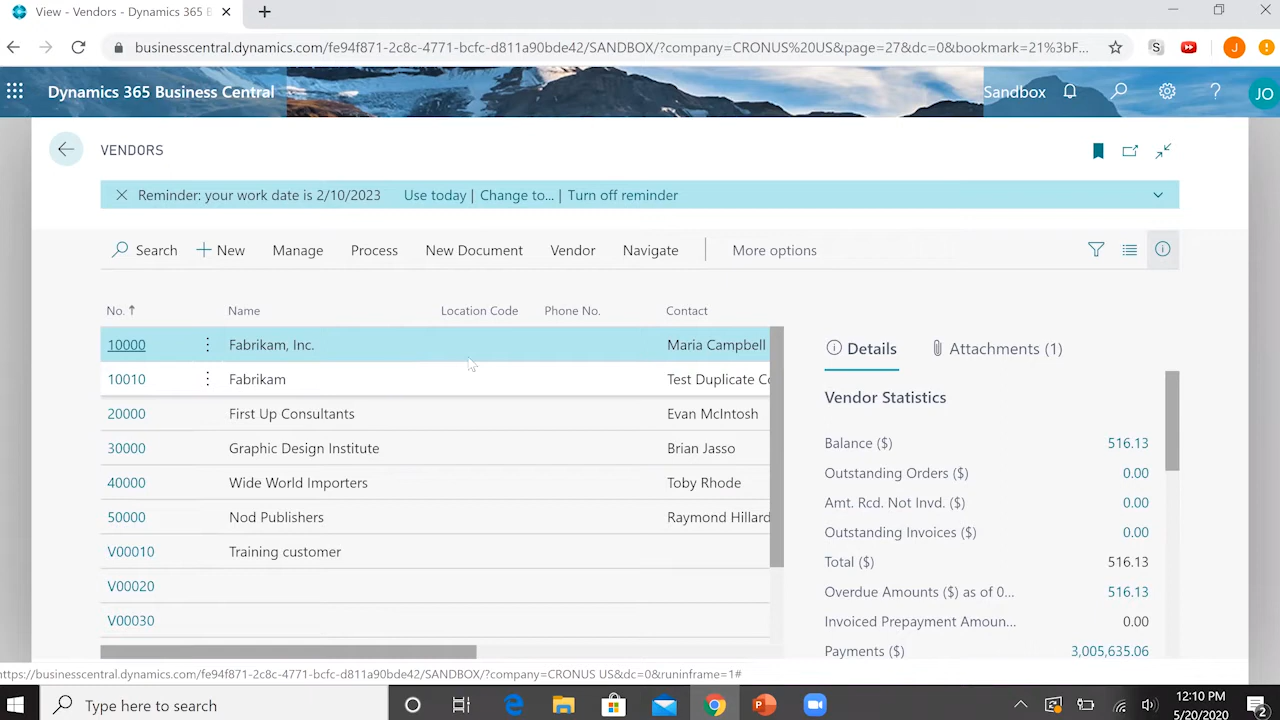 View - Vendors - Dynamics 365 B
businesscentral.dynamics.com/fe94f871-2c8c-4771-bcfc-d811a90bde42/SANDBOX/?company=CRONUS%20US&page=27&dc=0&bookmark=21%3bF...
S
J
Dynamics 365 Business Central
Sandbox
JO
VENDORS
Reminder: your work date is 2/10/2023 Use today | Change to... | Turn off reminder
Search New Manage Process New Document Vendor Navigate More options
No. Name Location Code Phone No. Contact
10000 Fabrikam, Inc. Maria Campbell
10010 Fabrikam Test Duplicate Co
20000 First Up Consultants Evan McIntosh
30000 Graphic Design Institute Brian Jasso
40000 Wide World Importers Toby Rhode
50000 Nod Publishers Raymond Hillard
V00010 Training customer
V00020
V00030
Details Attachments (1)
Vendor Statistics
Balance ($) 516.13
Outstanding Orders ($) 0.00
Amt. Rcd. Not Invd. ($) 0.00
Outstanding Invoices ($) 0.00
Total ($) 516.13
Overdue Amounts ($) as of 0... 516.13
Invoiced Prepayment Amoun... 0.00
Payments ($) 3,005,635.06
https://businesscentral.dynamics.com/fe94f871-2c8c-4771-bcfc-d811a90bde42/SANDBOX/?company=CRONUS US&dc=0&runinframe=1#
Type here to search
12:10 PM
5/20/2020
2